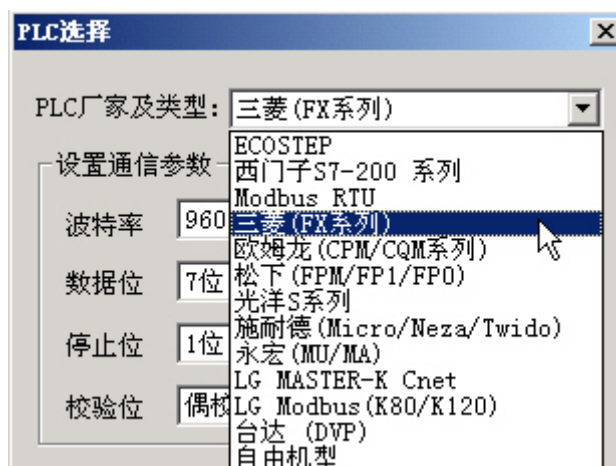 PLC选择
PLC厂家及类型: 三菱(FX系列)
设置通信参数
波特率 960
数据位 7位
停止位 1位
校验位 偶校
ECOSTEP
西门子S7-200 系列
Modbus RTU
三菱(FX系列)
欧姆龙(CPM/CQM系列)
松下(FPM/FP1/FP0)
光洋S系列
施耐德(Micro/Neza/Twido)
永宏(MU/MA)
LG MASTER-K Cnet
LG Modbus(K80/K120)
台达 (DVP)
自由机型